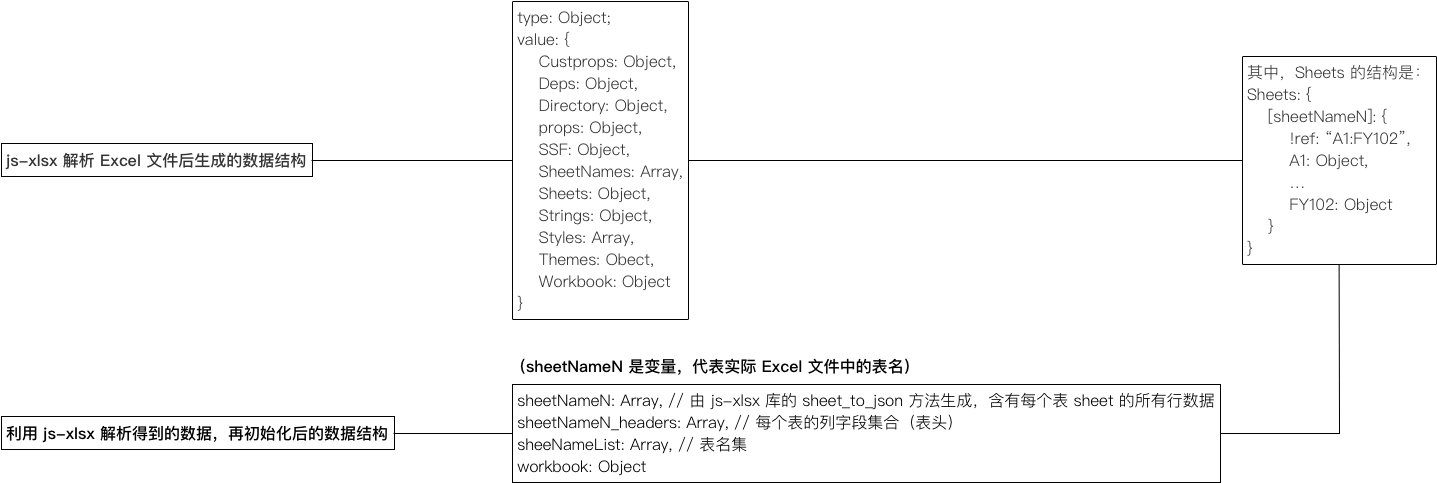 js-xlsx 解析 Excel 文件后生成的数据结构
type: Object;
value: {
Custprops: Object,
Deps: Object,
Directory: Object,
props: Object,
SSF: Object,
SheetNames: Array,
Sheets: Object,
Strings: Object,
Styles: Array,
Themes: Obect,
Workbook: Object
}
其中，Sheets 的结构是：
Sheets: {
[sheetNameN]: {
!ref: “A1:FY102”,
A1: Object,
…
FY102: Object
}
}
利用 js-xlsx 解析得到的数据，再初始化后的数据结构
（sheetNameN 是变量，代表实际 Excel 文件中的表名）
sheetNameN: Array, // 由 js-xlsx 库的 sheet_to_json 方法生成，含有每个表 sheet 的所有行数据
sheetNameN_headers: Array, // 每个表的列字段集合（表头）
sheeNameList: Array, // 表名集
workbook: Object